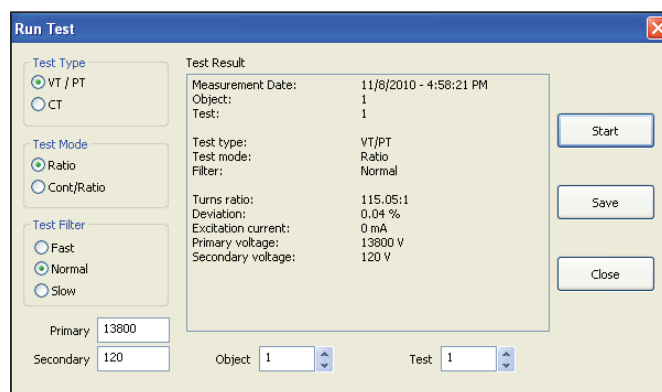 Run Test
Test Type
VT / PT
CT
Test Mode
Ratio
Cont/Ratio
Test Filter
Fast
Normal
Slow
Primary 13800
Secondary 120
Test Result
Measurement Date: 11/8/2010 - 4:58:21 PM
Object: 1
Test: 1
Test type: VT/PT
Test mode: Ratio
Filter: Normal
Turns ratio: 115.05:1
Deviation: 0.04 %
Excitation current: 0 mA
Primary voltage: 13800 V
Secondary voltage: 120 V
Object 1
Test 1
Start
Save
Close